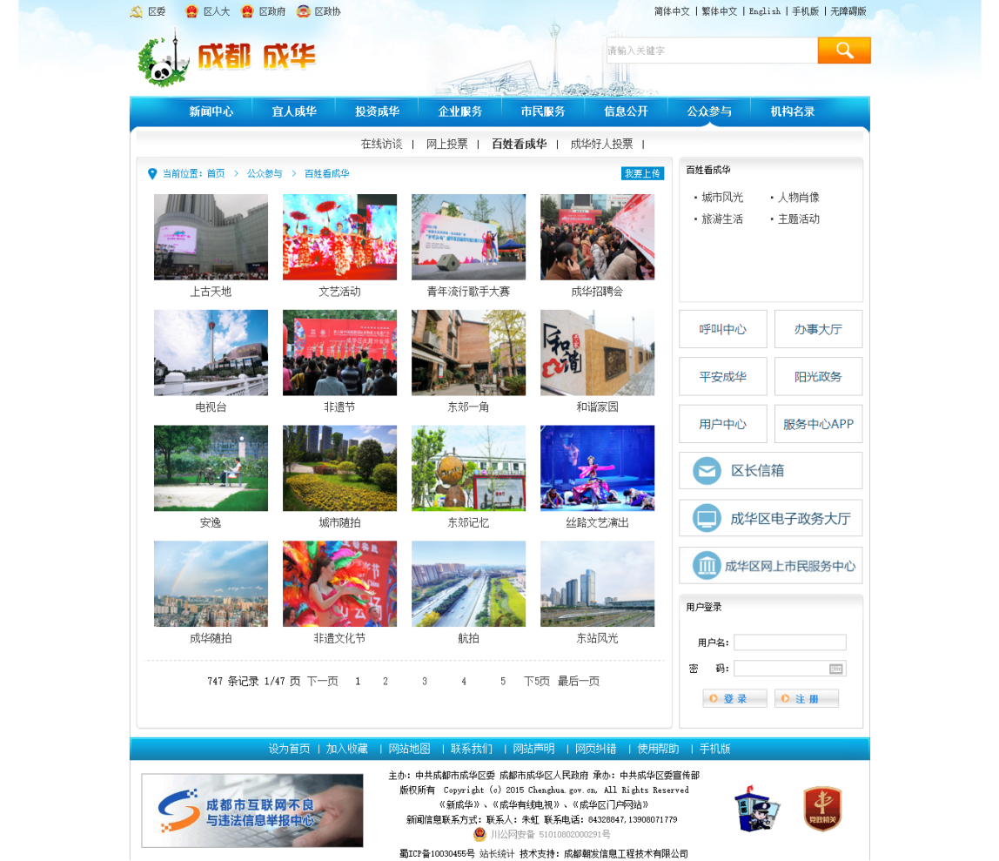 区委 区人大 区政府 区政协
简体中文 | 繁体中文 | English | 手机版 | 无障碍版
成都 成华
请输入关键字
新闻中心 宜人成华 投资成华 企业服务 市民服务 信息公开 公众参与 机构名录
在线访谈 | 网上投票 | 百姓看成华 | 成华好人投票 |
当前位置：首页 > 公众参与 > 百姓看成华
我要上传
上古天地 文艺活动 青年流行歌手大赛 成华招聘会
电视台 非遗节 东郊一角 和谐家园
安逸 城市随拍 东郊记忆 丝路文艺演出
成华随拍 非遗文化节 航拍 东站风光
747 条记录 1/47 页 下一页 1 2 3 4 5 下5页 最后一页
百姓看成华
城市风光 人物肖像
旅游生活 主题活动
呼叫中心 办事大厅
平安成华 阳光政务
用户中心 服务中心APP
区长信箱
成华区电子政务大厅
成华区网上市民服务中心
用户登录
用户名：
密 码：
登录 注册
设为首页 | 加入收藏 | 网站地图 | 联系我们 | 网站声明 | 网页纠错 | 使用帮助 | 手机版
成都市互联网不良
与违法信息举报中心
主办：中共成都市成华区委 成都市成华区人民政府 承办：中共成华区委宣传部
版权所有 Copyright (c) 2015 Chenghua.gov.cn, All Rights Reserved
《新成华》、《成华有线电视》、《成华区门户网站》
新闻信息联系方式：联系人：朱虹 联系电话：84328847,13908071779
川公网安备 51010802000291号
蜀ICP备10030455号 站长统计 技术支持：成都朝发信息工程技术有限公司
党政机关